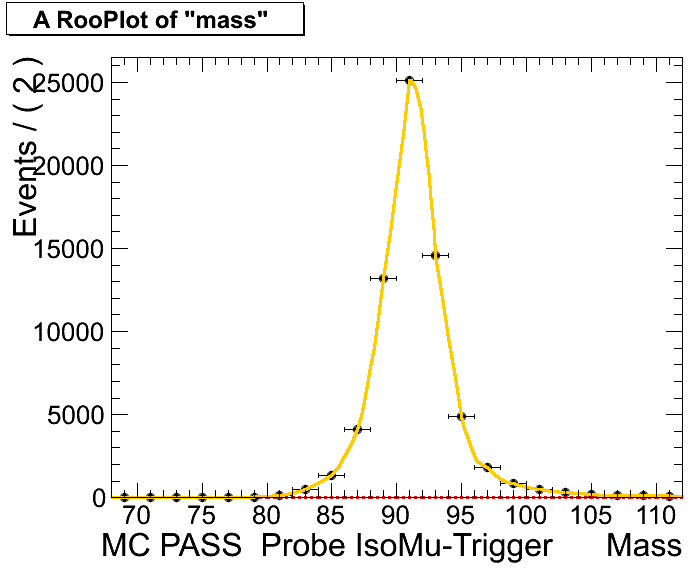 A RooPlot of "mass"
Events / ( 2 )
25000
20000
15000
10000
5000
0
70 75 80 85 90 95 100 105 110
MC PASS Probe IsoMu-Trigger Mass